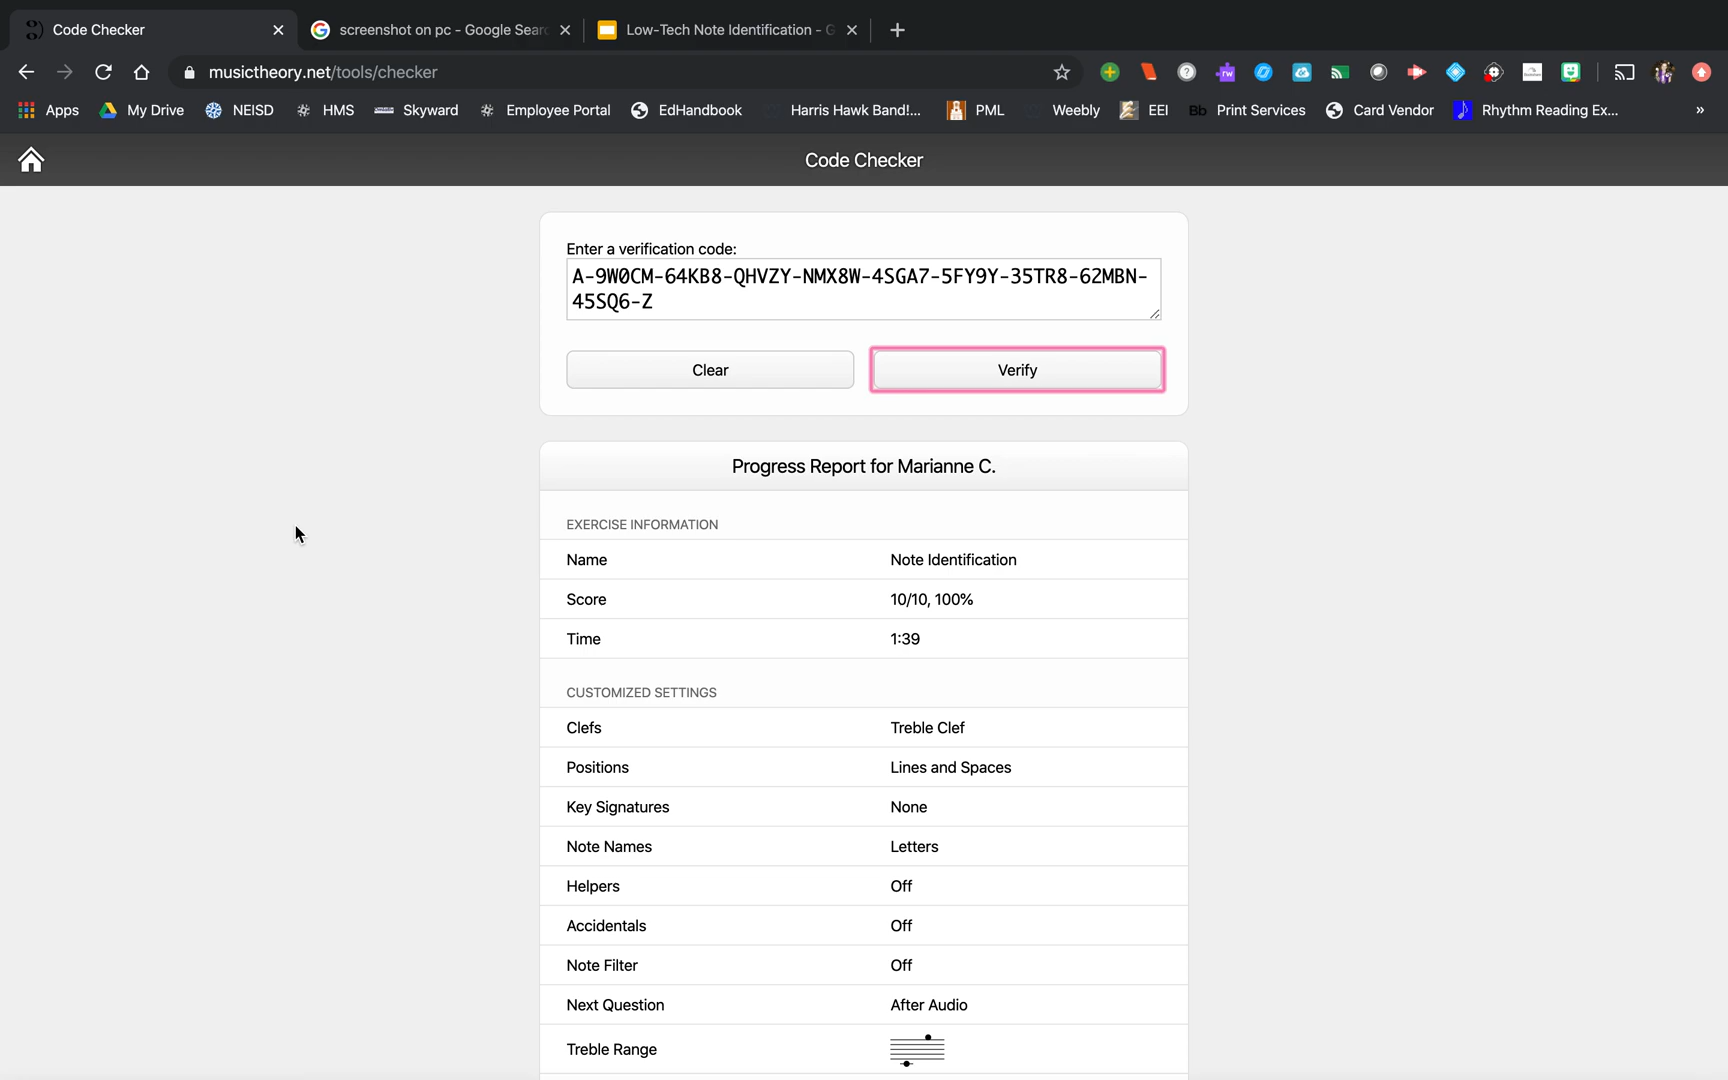 Code Checker
screenshot on pc - Google Sear
Low-Tech Note Identification - G
musictheory.net/tools/checker
Apps
My Drive
NEISD
HMS
Skyward
Employee Portal
EdHandbook
Harris Hawk Band!...
PML
Weebly
EEI
Bb Print Services
Card Vendor
Rhythm Reading Ex...
»
Code Checker
Enter a verification code:
A-9W0CM-64KB8-QHVZY-NMX8W-4SGA7-5FY9Y-35TR8-62MBN-
45SQ6-Z
Clear
Verify
Progress Report for Marianne C.
EXERCISE INFORMATION
Name Note Identification
Score 10/10, 100%
Time 1:39
CUSTOMIZED SETTINGS
Clefs Treble Clef
Positions Lines and Spaces
Key Signatures None
Note Names Letters
Helpers Off
Accidentals Off
Note Filter Off
Next Question After Audio
Treble Range